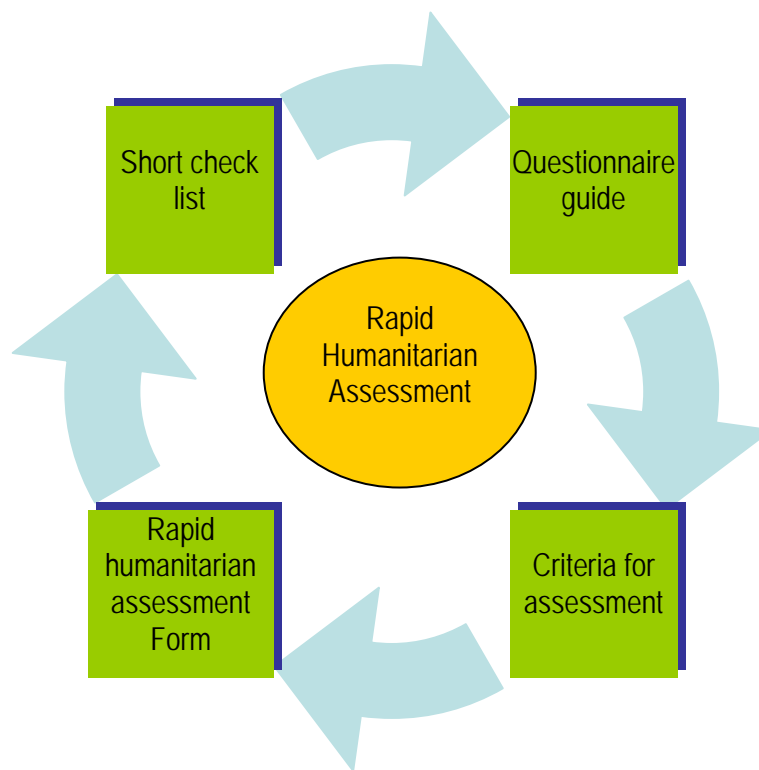 Short check
list
Questionnaire
guide
Rapid
Humanitarian
Assessment
Rapid
humanitarian
assessment
Form
Criteria for
assessment